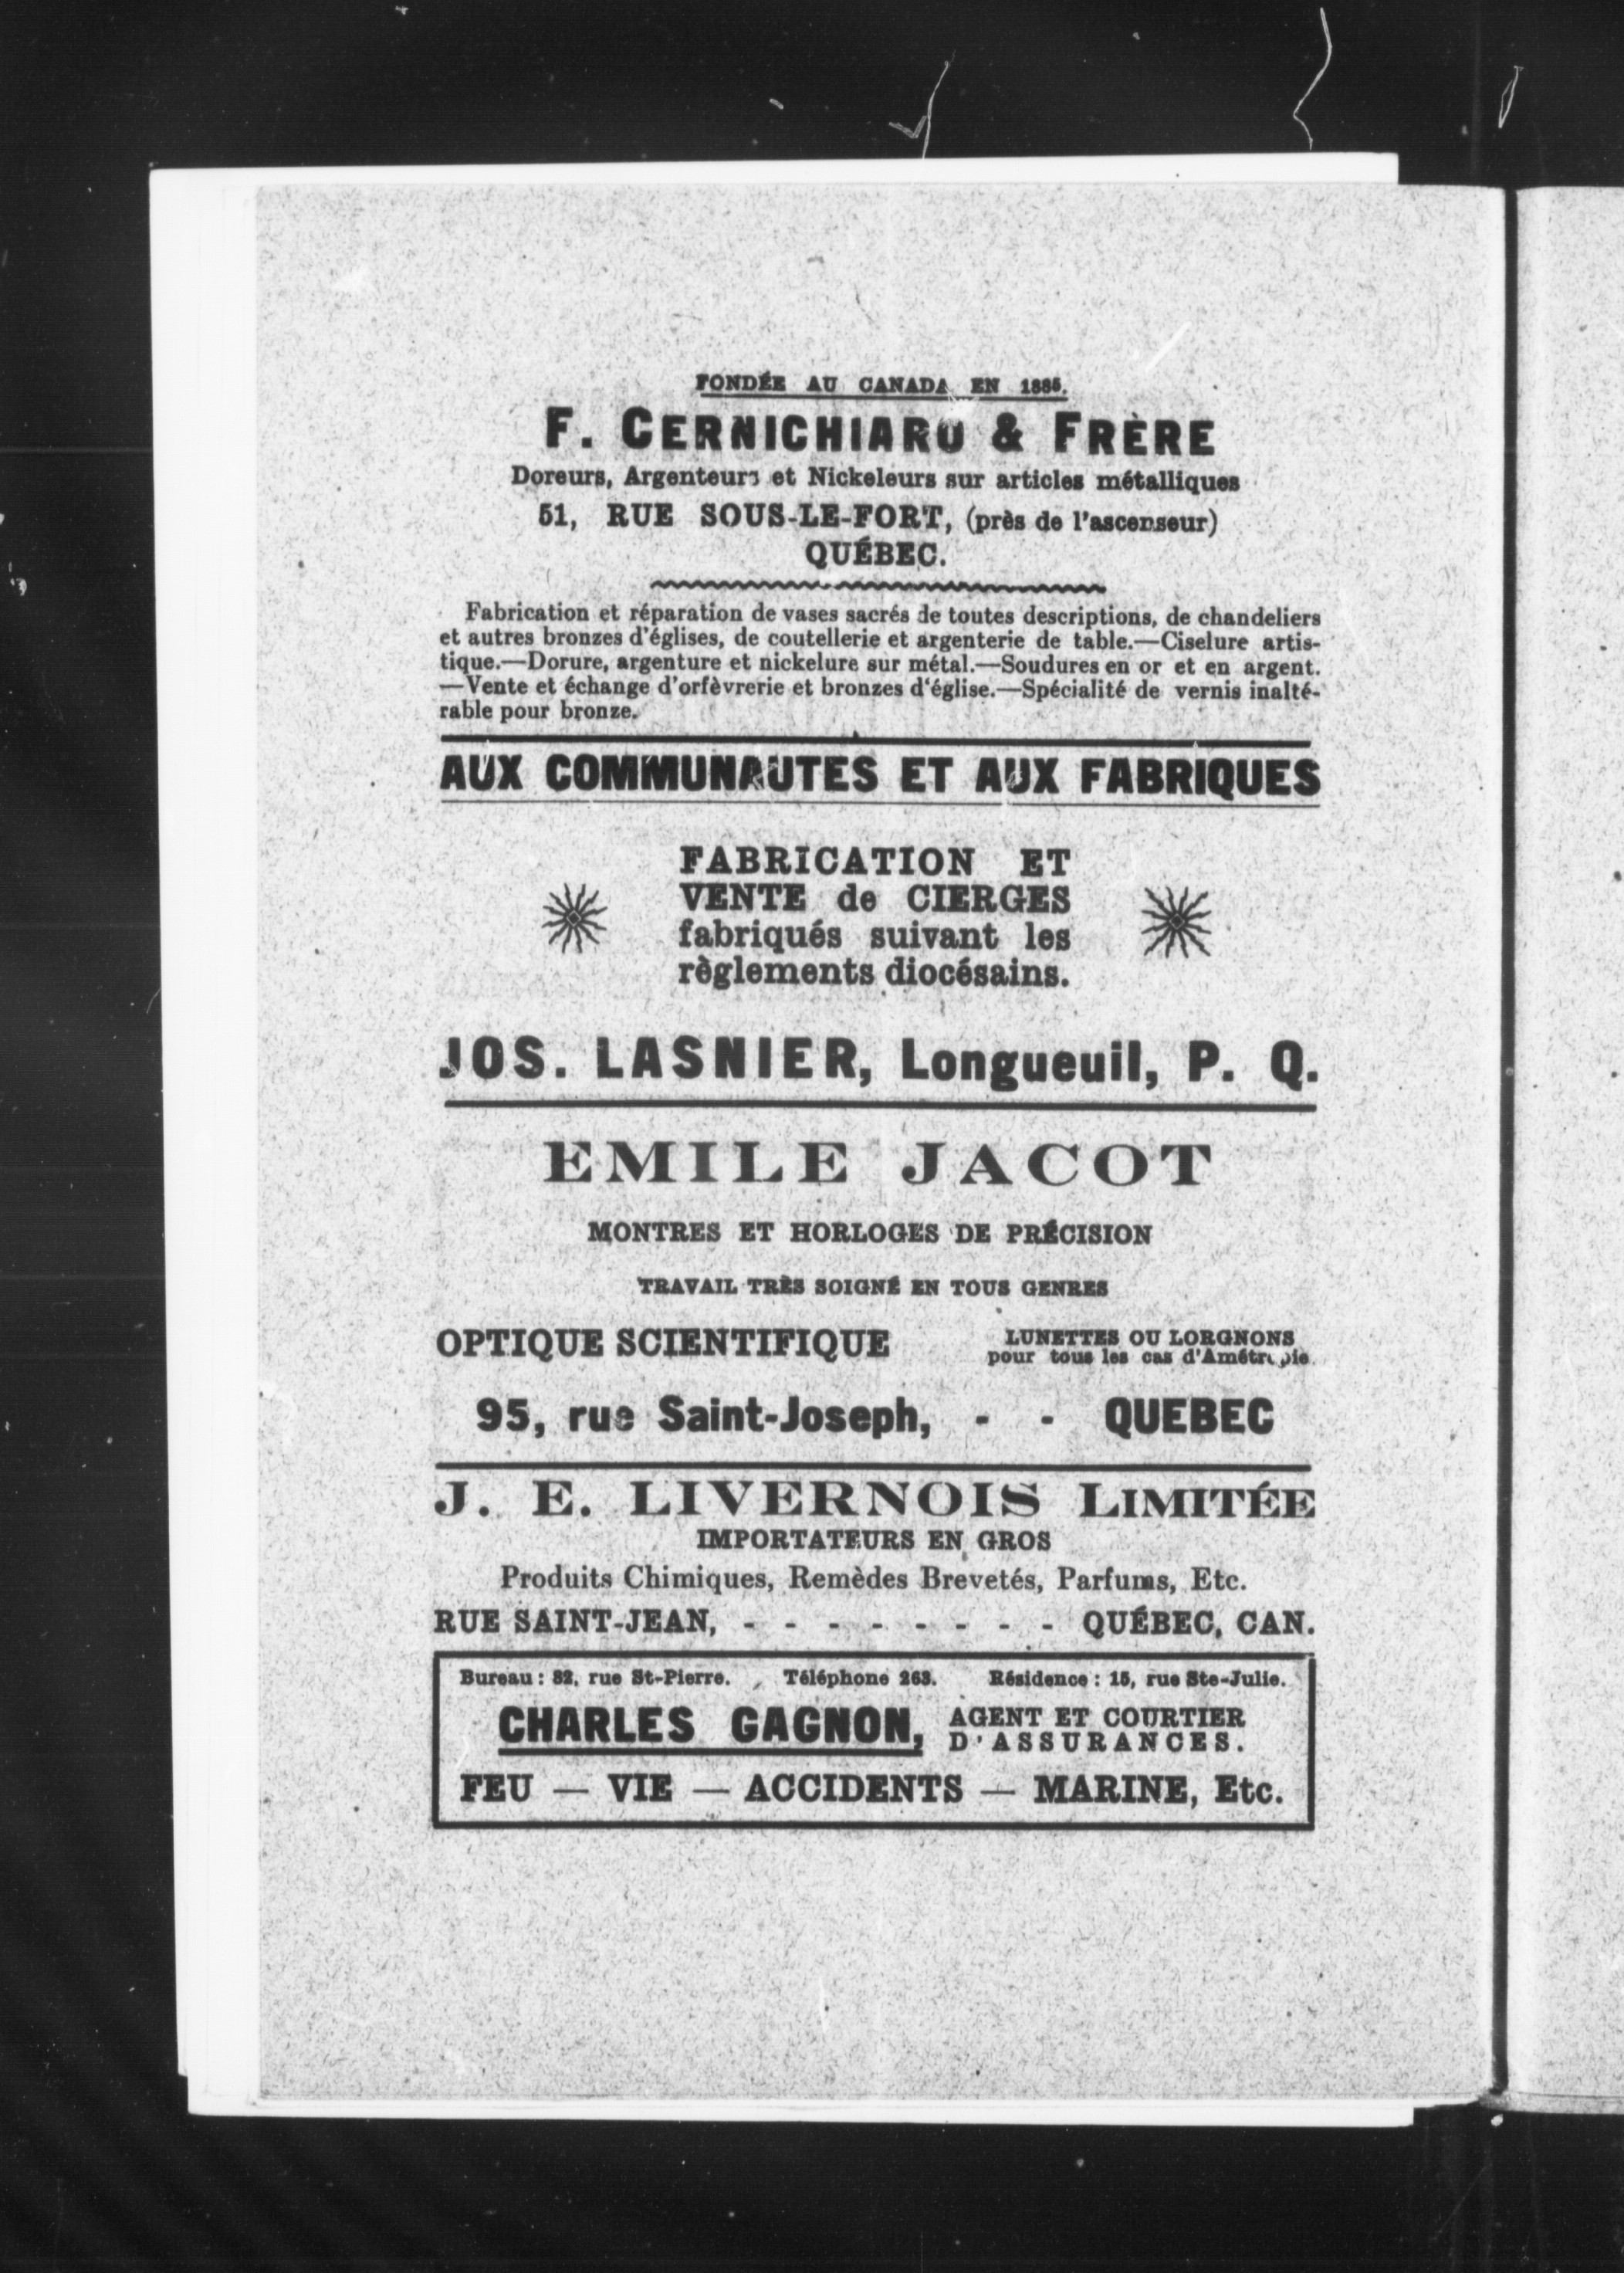 FONDÉE AU CANADA EN 1885.
F. CERNICHIARO & FRÈRE
Doreurs, Argenteurs et Nickeleurs sur articles métalliques
51, RUE SOUS-LE-FORT, (près de l'ascenseur)
QUÉBEC.
Fabrication et réparation de vases sacrés de toutes descriptions, de chandeliers
et autres bronzes d'églises, de coutellerie et argenterie de table.—Ciselure artis-
tique.—Dorure, argenture et nickelure sur métal.—Soudures en or et en argent.
—Vente et échange d'orfèvrerie et bronzes d'église.—Spécialité de vernis inalté-
rable pour bronze.
AUX COMMUNAUTES ET AUX FABRIQUES
FABRICATION ET
VENTE de CIERGES
fabriqués suivant les
règlements diocésains.
JOS. LASNIER, Longueuil, P. Q.
EMILE JACOT
MONTRES ET HORLOGES DE PRÉCISION
TRAVAIL TRÈS SOIGNÉ EN TOUS GENRES
OPTIQUE SCIENTIFIQUE
LUNETTES OU LORGNONS
pour tous les cas d'Amétropie.
95, rue Saint-Joseph, - - QUEBEC
J. E. LIVERNOIS LIMITÉE
IMPORTATEURS EN GROS
Produits Chimiques, Remèdes Brevetés, Parfums, Etc.
RUE SAINT-JEAN, - - - - - - - - QUÉBEC, CAN.
Bureau : 82, rue St-Pierre. Téléphone 263. Résidence : 15, rue Ste-Julie.
CHARLES GAGNON, AGENT ET COURTIER
D'ASSURANCES.
FEU — VIE — ACCIDENTS — MARINE, Etc.